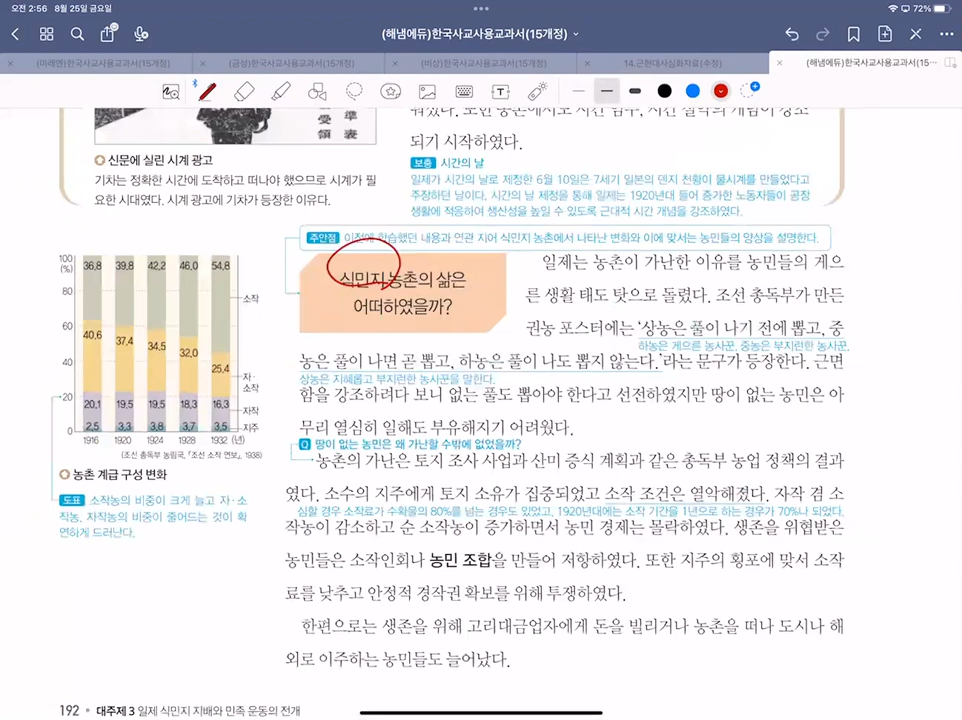 오전 2:56 8월 25일 금요일
72%
(해냄에듀)한국사교사용교과서(15개정)
(미래엔)한국사교사용교과서(15개정)
(금성)한국사교사용교과서(15개정)
(비상)한국사교사용교과서(15개정)
14.근현대사심화자료(수정)
(해냄에듀)한국사교사용교과서(15…
受 準
領 表
되기 시작하였다.
신문에 실린 시계 광고
기차는 정확한 시간에 도착하고 떠나야 했으므로 시계가 필
요한 시대였다. 시계 광고에 기차가 등장한 이유다.
보충 시간의 날
일제가 시간의 날로 제정한 6월 10일은 7세기 일본의 덴지 천황이 물시계를 만들었다고
주장하던 날이다. 시간의 날 제정을 통해 일제는 1920년대 들어 증가한 노동자들이 공장
생활에 적응하여 생산성을 높일 수 있도록 근대적 시간 개념을 강조하였다.
주안점 이전에 학습했던 내용과 연관 지어 식민지 농촌에서 나타난 변화와 이에 맞서는 농민들의 양상을 설명한다.
식민지 농촌의 삶은
어떠하였을까?
일제는 농촌이 가난한 이유를 농민들의 게으
른 생활 태도 탓으로 돌렸다. 조선 총독부가 만든
권농 포스터에는 ‘상농은 풀이 나기 전에 뽑고, 중
하농은 게으른 농사꾼, 중농은 부지런한 농사꾼,
농은 풀이 나면 곧 뽑고, 하농은 풀이 나도 뽑지 않는다.’라는 문구가 등장한다. 근면
상농은 지혜롭고 부지런한 농사꾼을 말한다.
함을 강조하려다 보니 없는 풀도 뽑아야 한다고 선전하였지만 땅이 없는 농민은 아
무리 열심히 일해도 부유해지기 어려웠다.
Q 땅이 없는 농민은 왜 가난할 수밖에 없었을까?
농촌의 가난은 토지 조사 사업과 산미 증식 계획과 같은 총독부 농업 정책의 결과
였다. 소수의 지주에게 토지 소유가 집중되었고 소작 조건은 열악해졌다. 자작 겸 소
심할 경우 소작료가 수확물의 80%를 넘는 경우도 있었고, 1920년대에는 소작 기간을 1년으로 하는 경우가 70%나 되었다.
작농이 감소하고 순 소작농이 증가하면서 농민 경제는 몰락하였다. 생존을 위협받은
농민들은 소작인회나 농민 조합을 만들어 저항하였다. 또한 지주의 횡포에 맞서 소작
료를 낮추고 안정적 경작권 확보를 위해 투쟁하였다.
한편으로는 생존을 위해 고리대금업자에게 돈을 빌리거나 농촌을 떠나 도시나 해
외로 이주하는 농민들도 늘어났다.
100
(%)
80
60
40
20
0
36.8 39.8 42.2 46.0 54.8
소작
40.6 37.4 34.5 32.0 25.4
자·
소작
20.1 19.5 19.5 18.3 16.3
자작
2.5 3.3 3.8 3.7 3.5
지주
1916 1920 1924 1928 1932 (년)
(조선 총독부 농림국, 『조선 소작 연보』, 1938)
농촌 계급 구성 변화
도표 소작농의 비중이 크게 늘고 자·소
작농, 자작농의 비중이 줄어드는 것이 확
연하게 드러난다.
192 대주제 3 일제 식민지 지배와 민족 운동의 전개